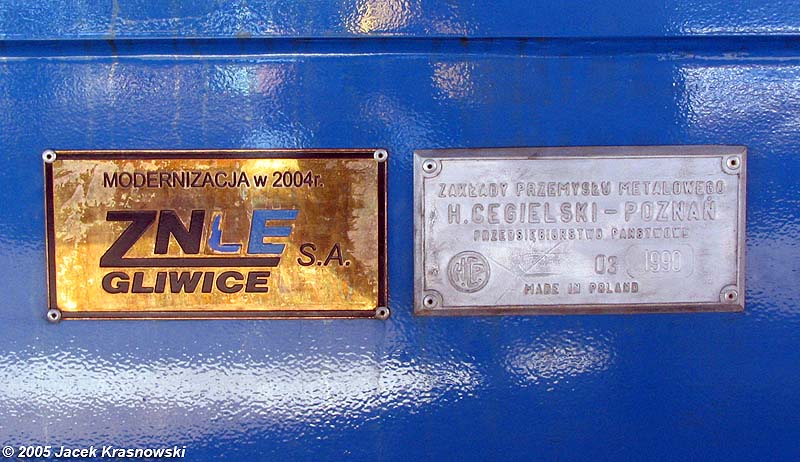 MODERNIZACJA w 2004r.
ZNLE S.A.
GLIWICE
ZAKŁADY PRZEMYSŁU METALOWEGO
H. CEGIELSKI – POZNAŃ
PRZEDSIĘBIORSTWO PAŃSTWOWE
HCP 03 1990
MADE IN POLAND
© 2005 Jacek Krasnowski